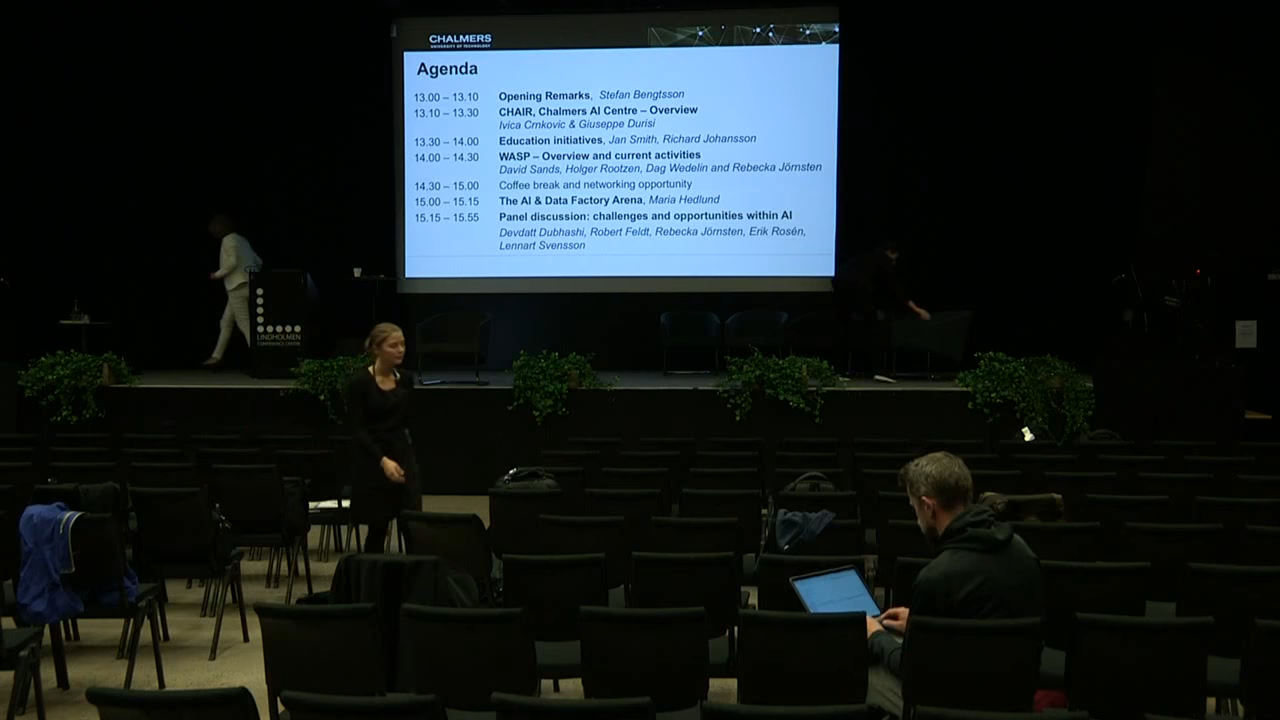 CHALMERS
UNIVERSITY OF TECHNOLOGY
Agenda
13.00 – 13.10 Opening Remarks, Stefan Bengtsson
13.10 – 13.30 CHAIR, Chalmers AI Centre – Overview
Ivica Crnkovic & Giuseppe Durisi
13.30 – 14.00 Education initiatives, Jan Smith, Richard Johansson
14.00 – 14.30 WASP – Overview and current activities
David Sands, Holger Rootzen, Dag Wedelin and Rebecka Jörnsten
14.30 – 15.00 Coffee break and networking opportunity
15.00 – 15.15 The AI & Data Factory Arena, Maria Hedlund
15.15 – 15.55 Panel discussion: challenges and opportunities within AI
Devdatt Dubhashi, Robert Feldt, Rebecka Jörnsten, Erik Rosén,
Lennart Svensson
LINDHOLMEN
CONFERENCE CENTRE